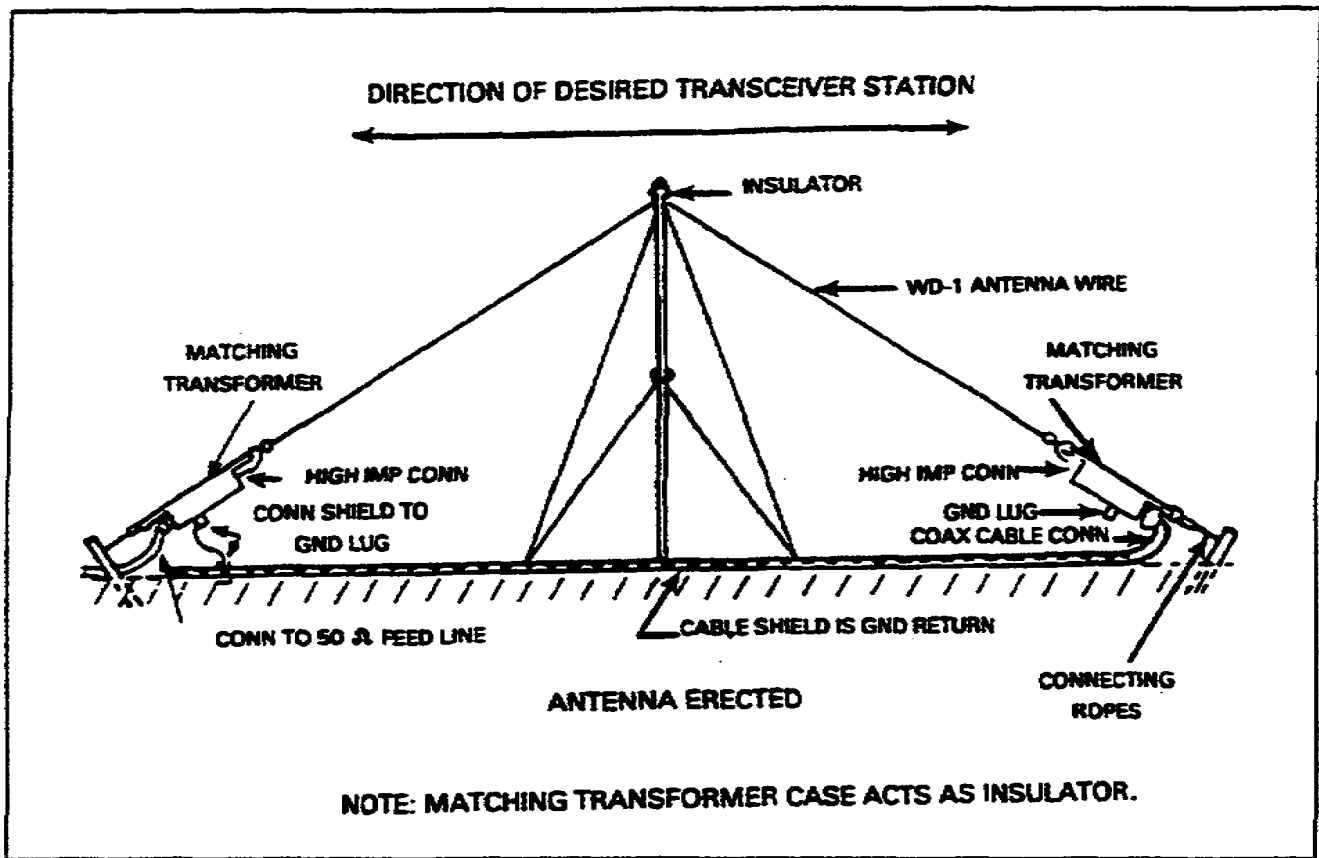 DIRECTION OF DESIRED TRANSCEIVER STATION
INSULATOR
WD-1 ANTENNA WIRE
MATCHING
TRANSFORMER
MATCHING
TRANSFORMER
HIGH IMP CONN
HIGH IMP CONN
CONN SHIELD TO
GND LUG
GND LUG
COAX CABLE CONN
CONN TO 50 Ω FEED LINE
CABLE SHIELD IS GND RETURN
CONNECTING
ROPES
ANTENNA ERECTED
NOTE: MATCHING TRANSFORMER CASE ACTS AS INSULATOR.